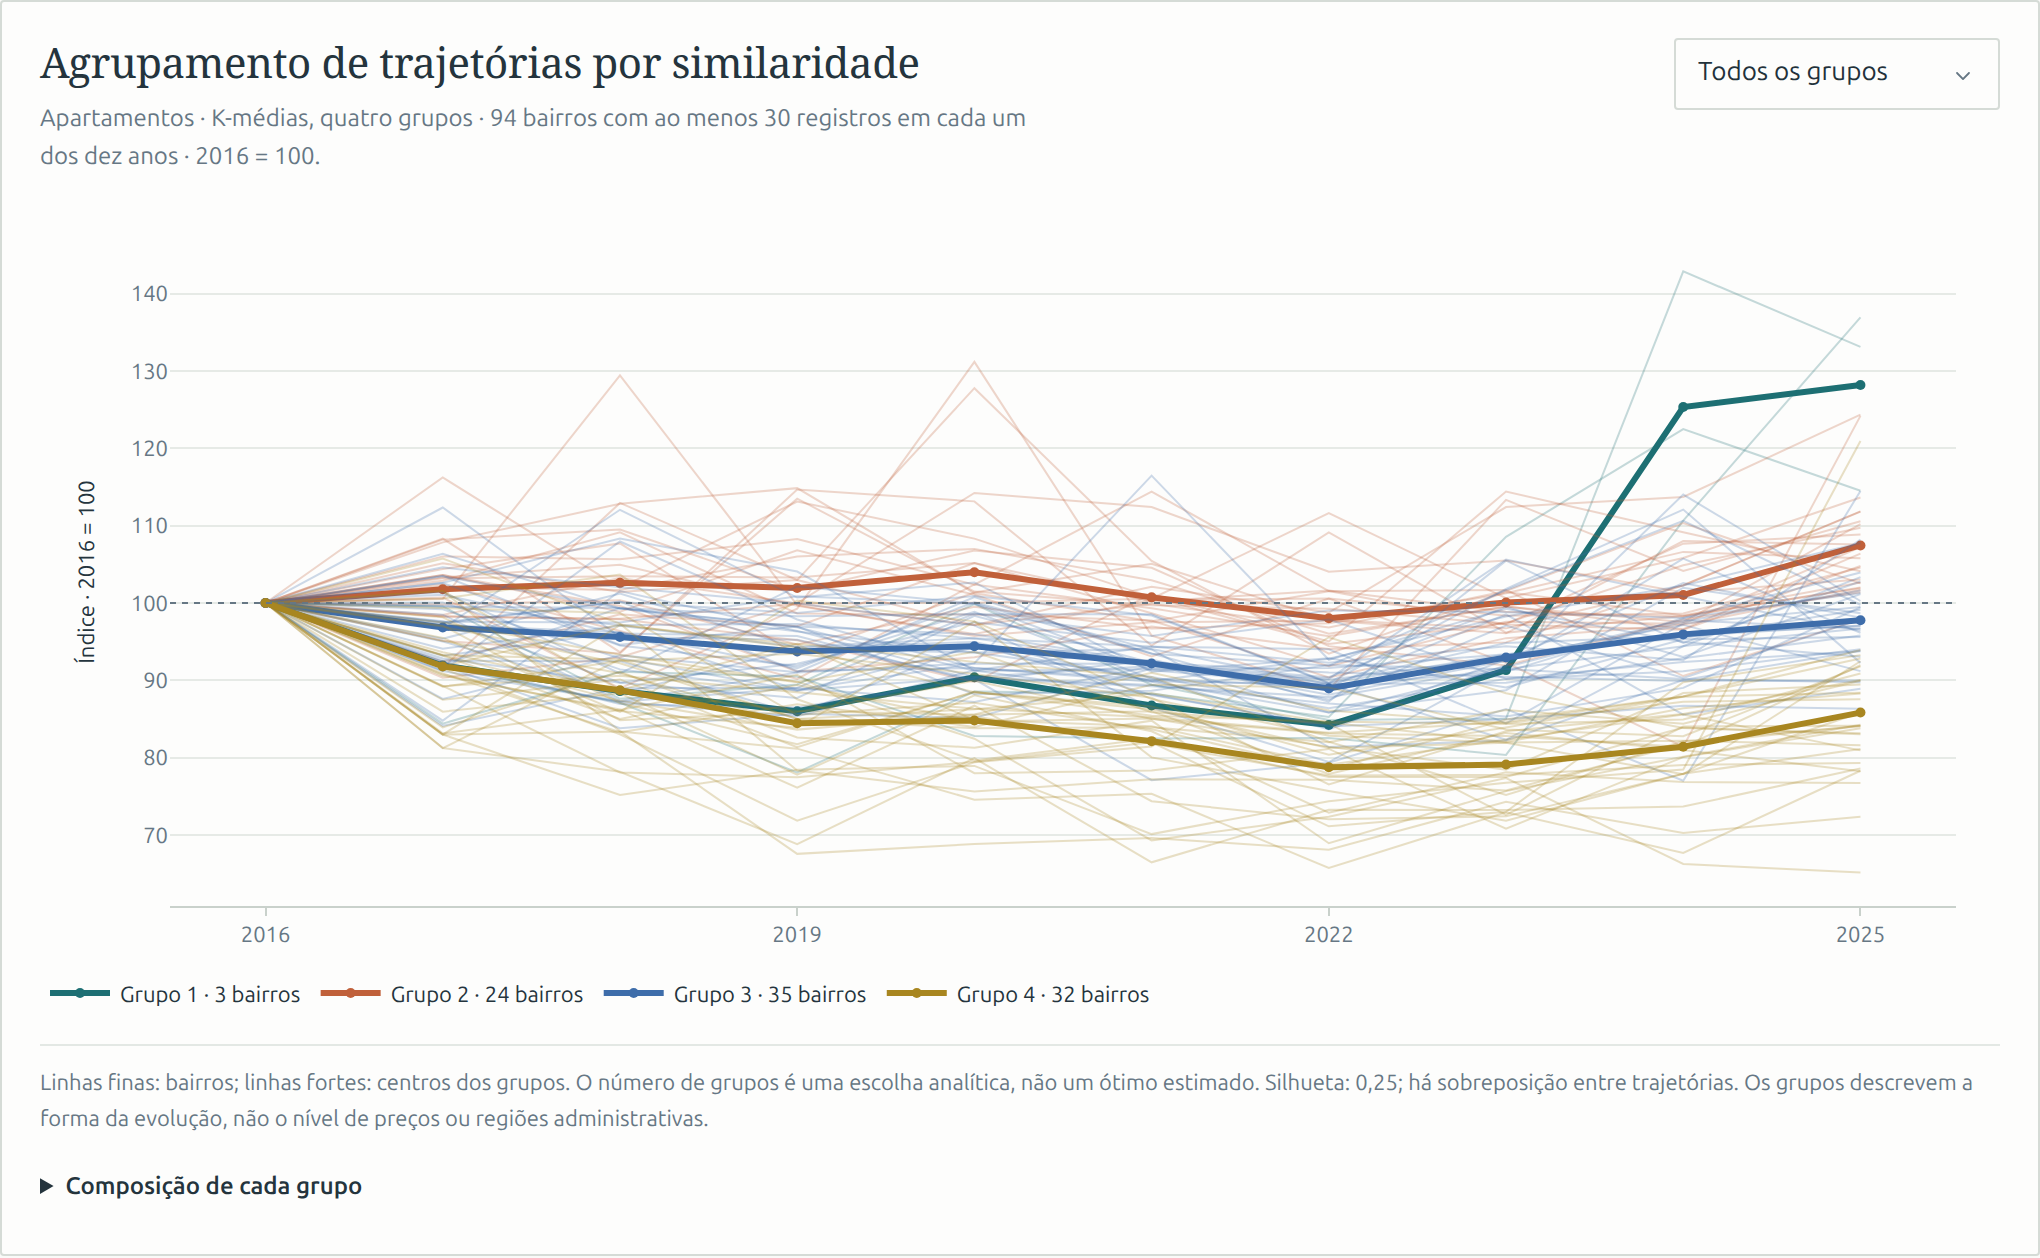 Agrupamento de trajetórias por similaridade
Todos os grupos
Apartamentos · K-médias, quatro grupos · 94 bairros com ao menos 30 registros em cada um
dos dez anos · 2016 = 100.
Índice · 2016 = 100
140
130
120
110
100
90
80
70
2016
2019
2022
2025
Grupo 1 · 3 bairros
Grupo 2 · 24 bairros
Grupo 3 · 35 bairros
Grupo 4 · 32 bairros
Linhas finas: bairros; linhas fortes: centros dos grupos. O número de grupos é uma escolha analítica, não um ótimo estimado. Silhueta: 0,25; há sobreposição entre trajetórias. Os grupos descrevem a
forma da evolução, não o nível de preços ou regiões administrativas.
Composição de cada grupo